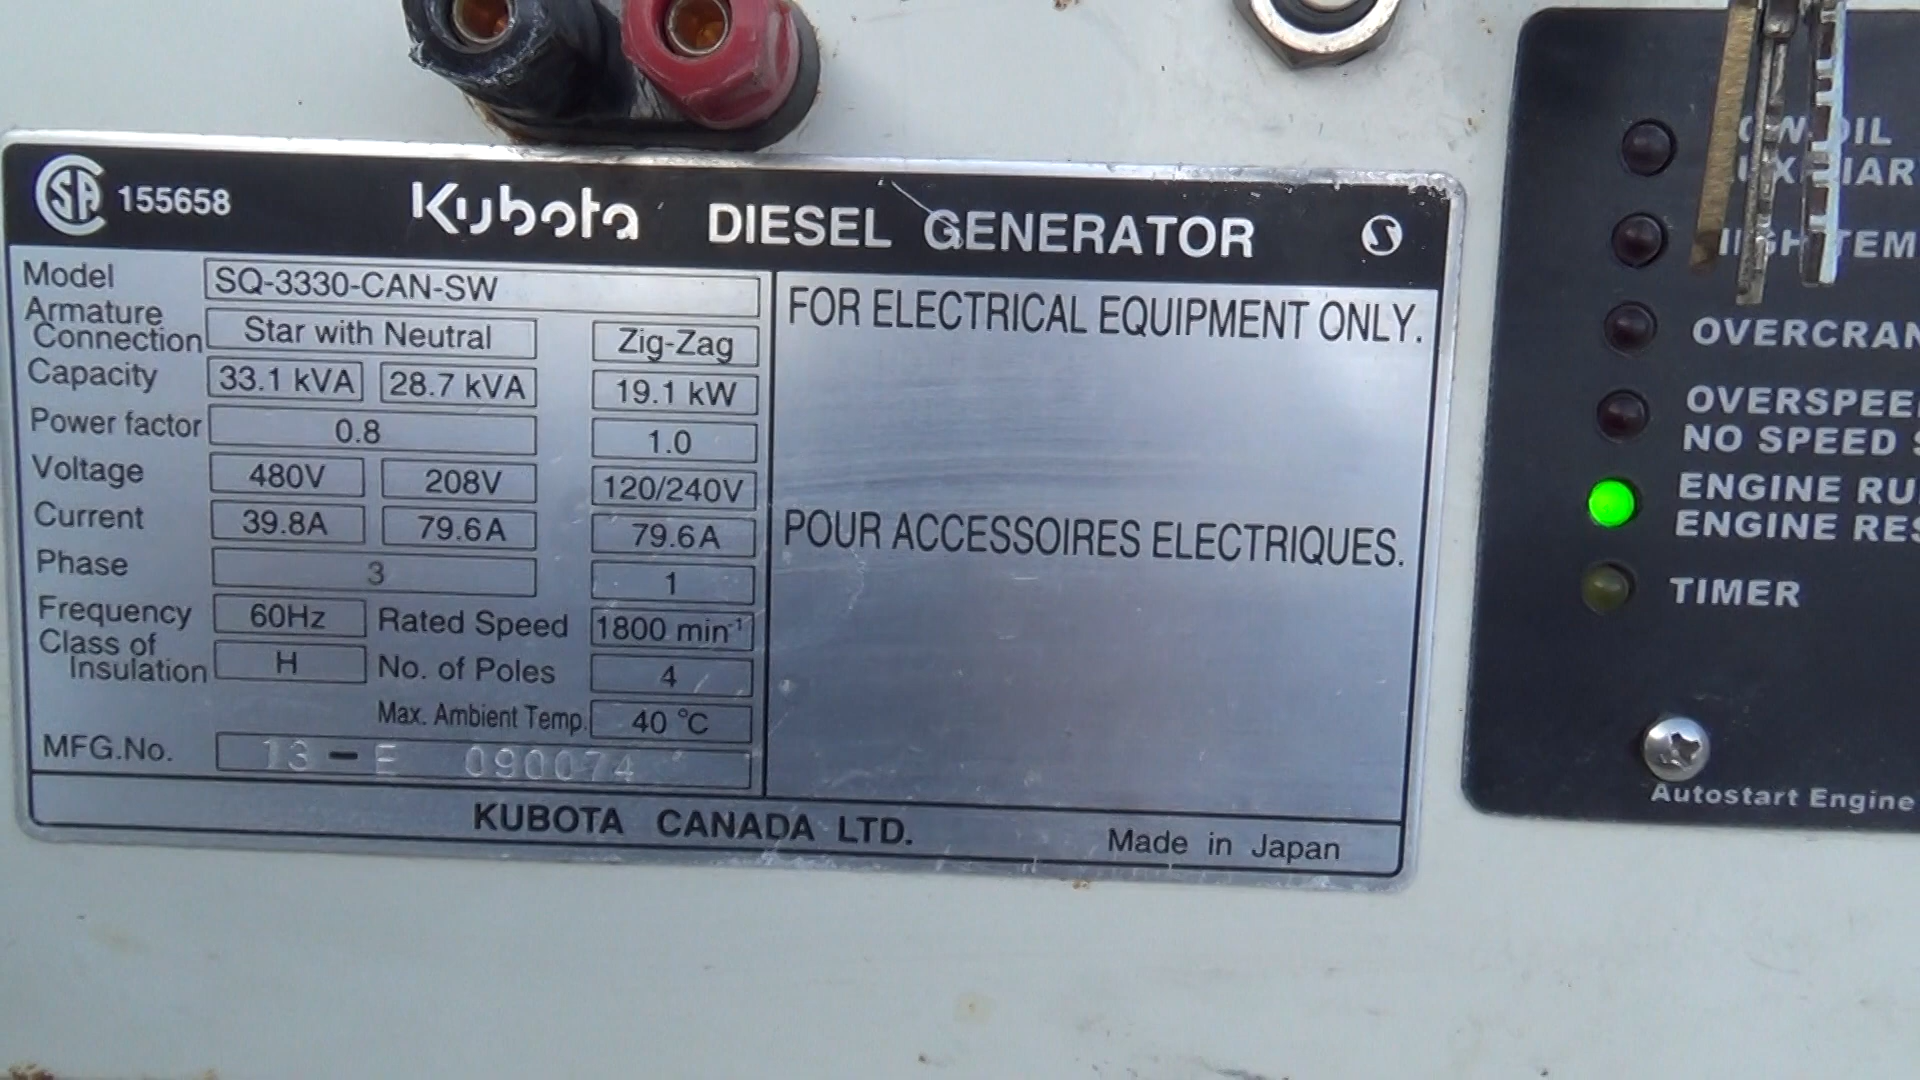 CSA 155658 Kubota DIESEL GENERATOR
Model SQ-3330-CAN-SW
Armature Connection Star with Neutral Zig-Zag
Capacity 33.1 kVA 28.7 kVA 19.1 kW
Power factor 0.8 1.0
Voltage 480V 208V 120/240V
Current 39.8A 79.6A 79.6A
Phase 3 1
Frequency 60Hz Rated Speed 1800 min⁻¹
Class of Insulation H No. of Poles 4
Max. Ambient Temp. 40 °C
MFG.No. 13-E 090074
FOR ELECTRICAL EQUIPMENT ONLY.
POUR ACCESSOIRES ELECTRIQUES.
KUBOTA CANADA LTD. Made in Japan
OIL
OVERCRAN
OVERSPEE
NO SPEED
ENGINE RU
ENGINE RES
TIMER
Autostart Engine